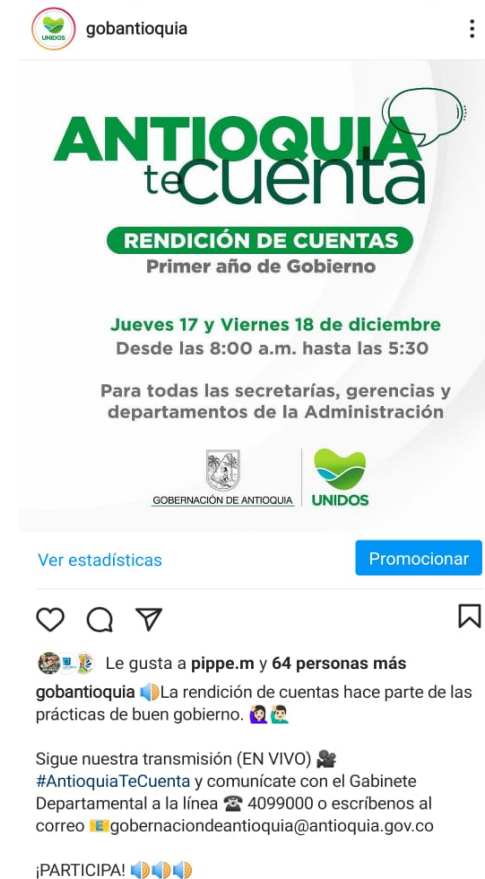 UNIDOS
gobantioquia
ANTIOQUIA
te cuenta
RENDICIÓN DE CUENTAS
Primer año de Gobierno
Jueves 17 y Viernes 18 de diciembre
Desde las 8:00 a.m. hasta las 5:30
Para todas las secretarías, gerencias y
departamentos de la Administración
GOBERNACIÓN DE ANTIOQUIA
UNIDOS
Ver estadísticas
Promocionar
Le gusta a pippe.m y 64 personas más
gobantioquia 🔊La rendición de cuentas hace parte de las
prácticas de buen gobierno. 🙋🏻‍♀️ 🙋🏻‍♂️
Sigue nuestra transmisión (EN VIVO) 🎥
#AntioquiaTeCuenta y comunícate con el Gabinete
Departamental a la línea ☎ 4099000 o escríbenos al
correo 📧gobernaciondeantioquia@antioquia.gov.co
¡PARTICIPA! 🔊🔊🔊